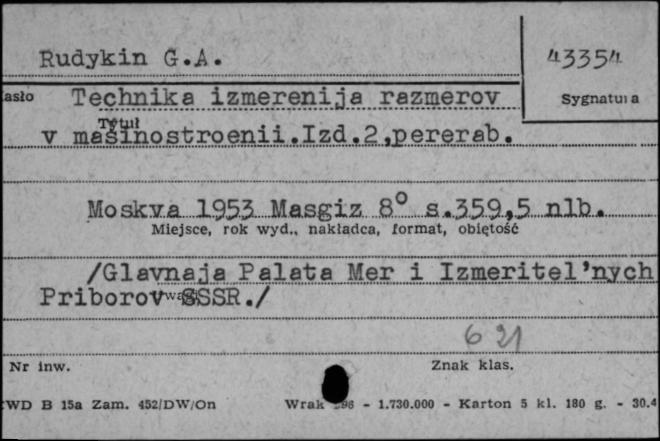 Rudykin G.A.
43354
asło Technika izmerenija razmerov
Sygnatura
Tytuł
v mašinostroenii.Izd.2,pererab.
Moskva 1953 Masgiz 8° s.359,5 nlb.
Miejsce, rok wyd., nakładca, format, objętość
/Glavnaja Palata Mer i Izmeritel'nych
Priborov SSSR./
621
Nr inw.
Znak klas.
WD B 15a Zam. 452/DW/On Wrak 296 - 1.730.000 - Karton 5 kl. 180 g. - 30.4